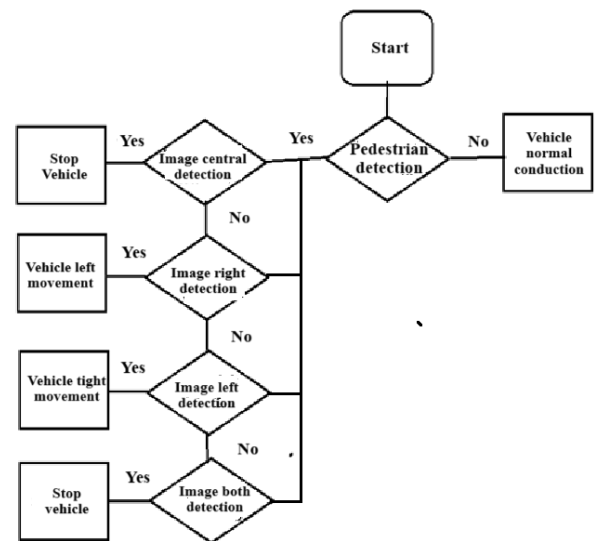 Start
Pedestrian
detection
No
Vehicle
normal
conduction
Yes
Image central
detection
Yes
Stop
Vehicle
No
Image right
detection
Yes
Vehicle left
movement
No
Image left
detection
Yes
Vehicle tight
movement
No
Image both
detection
Yes
Stop
vehicle